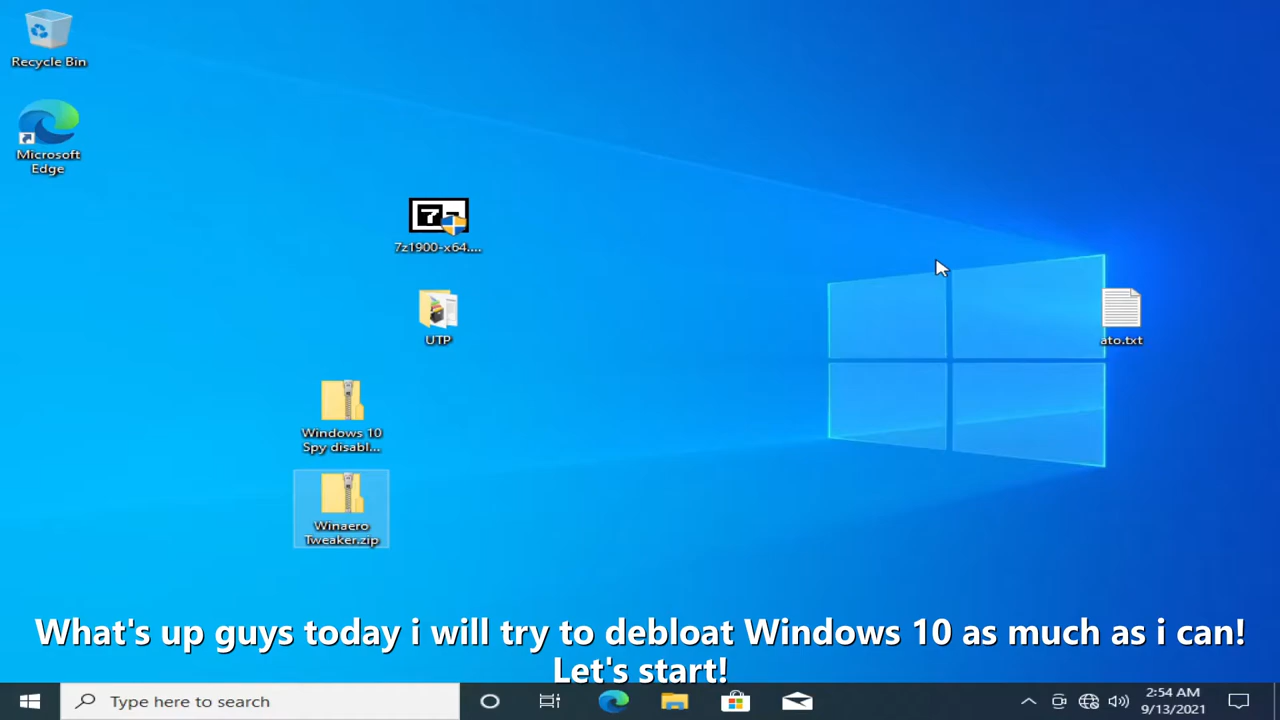 Recycle Bin
Microsoft
Edge
7
7z1900-x64....
UTP
ato.txt
Windows 10
Spy disabl...
Winaero
Tweaker.zip
What's up guys today i will try to debloat Windows 10 as much as i can!
Let's start!
Type here to search
2:54 AM
9/13/2021